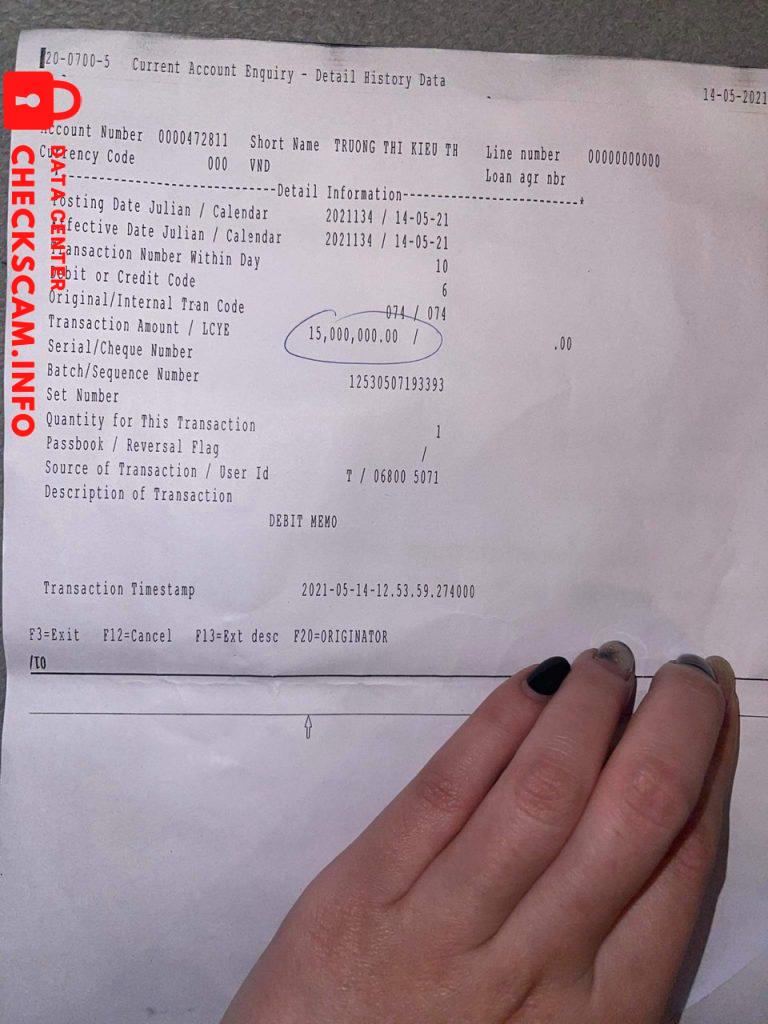 20-0700-5 Current Account Enquiry - Detail History Data
14-05-2021
Account Number 0000472811 Short Name TRUONG THI KIEU TH Line number 00000000000
Currency Code 000 VND Loan agr nbr
*-----------------------------Detail Information------------------------*
Posting Date Julian / Calendar 2021134 / 14-05-21
Effective Date Julian / Calendar 2021134 / 14-05-21
Transaction Number Within Day 10
Debit or Credit Code 6
Original/Internal Tran Code 074 / 074
Transaction Amount / LCYE 15,000,000.00 / .00
Serial/Cheque Number
Batch/Sequence Number 12530507193393
Set Number
Quantity for This Transaction 1
Passbook / Reversal Flag /
Source of Transaction / User Id T / 06800 5071
Description of Transaction
DEBIT MEMO
Transaction Timestamp 2021-05-14-12.53.59.274000
F3=Exit F12=Cancel F13=Ext desc F20=ORIGINATOR
/10
DATA CENTER
CHECKSCAM.INFO